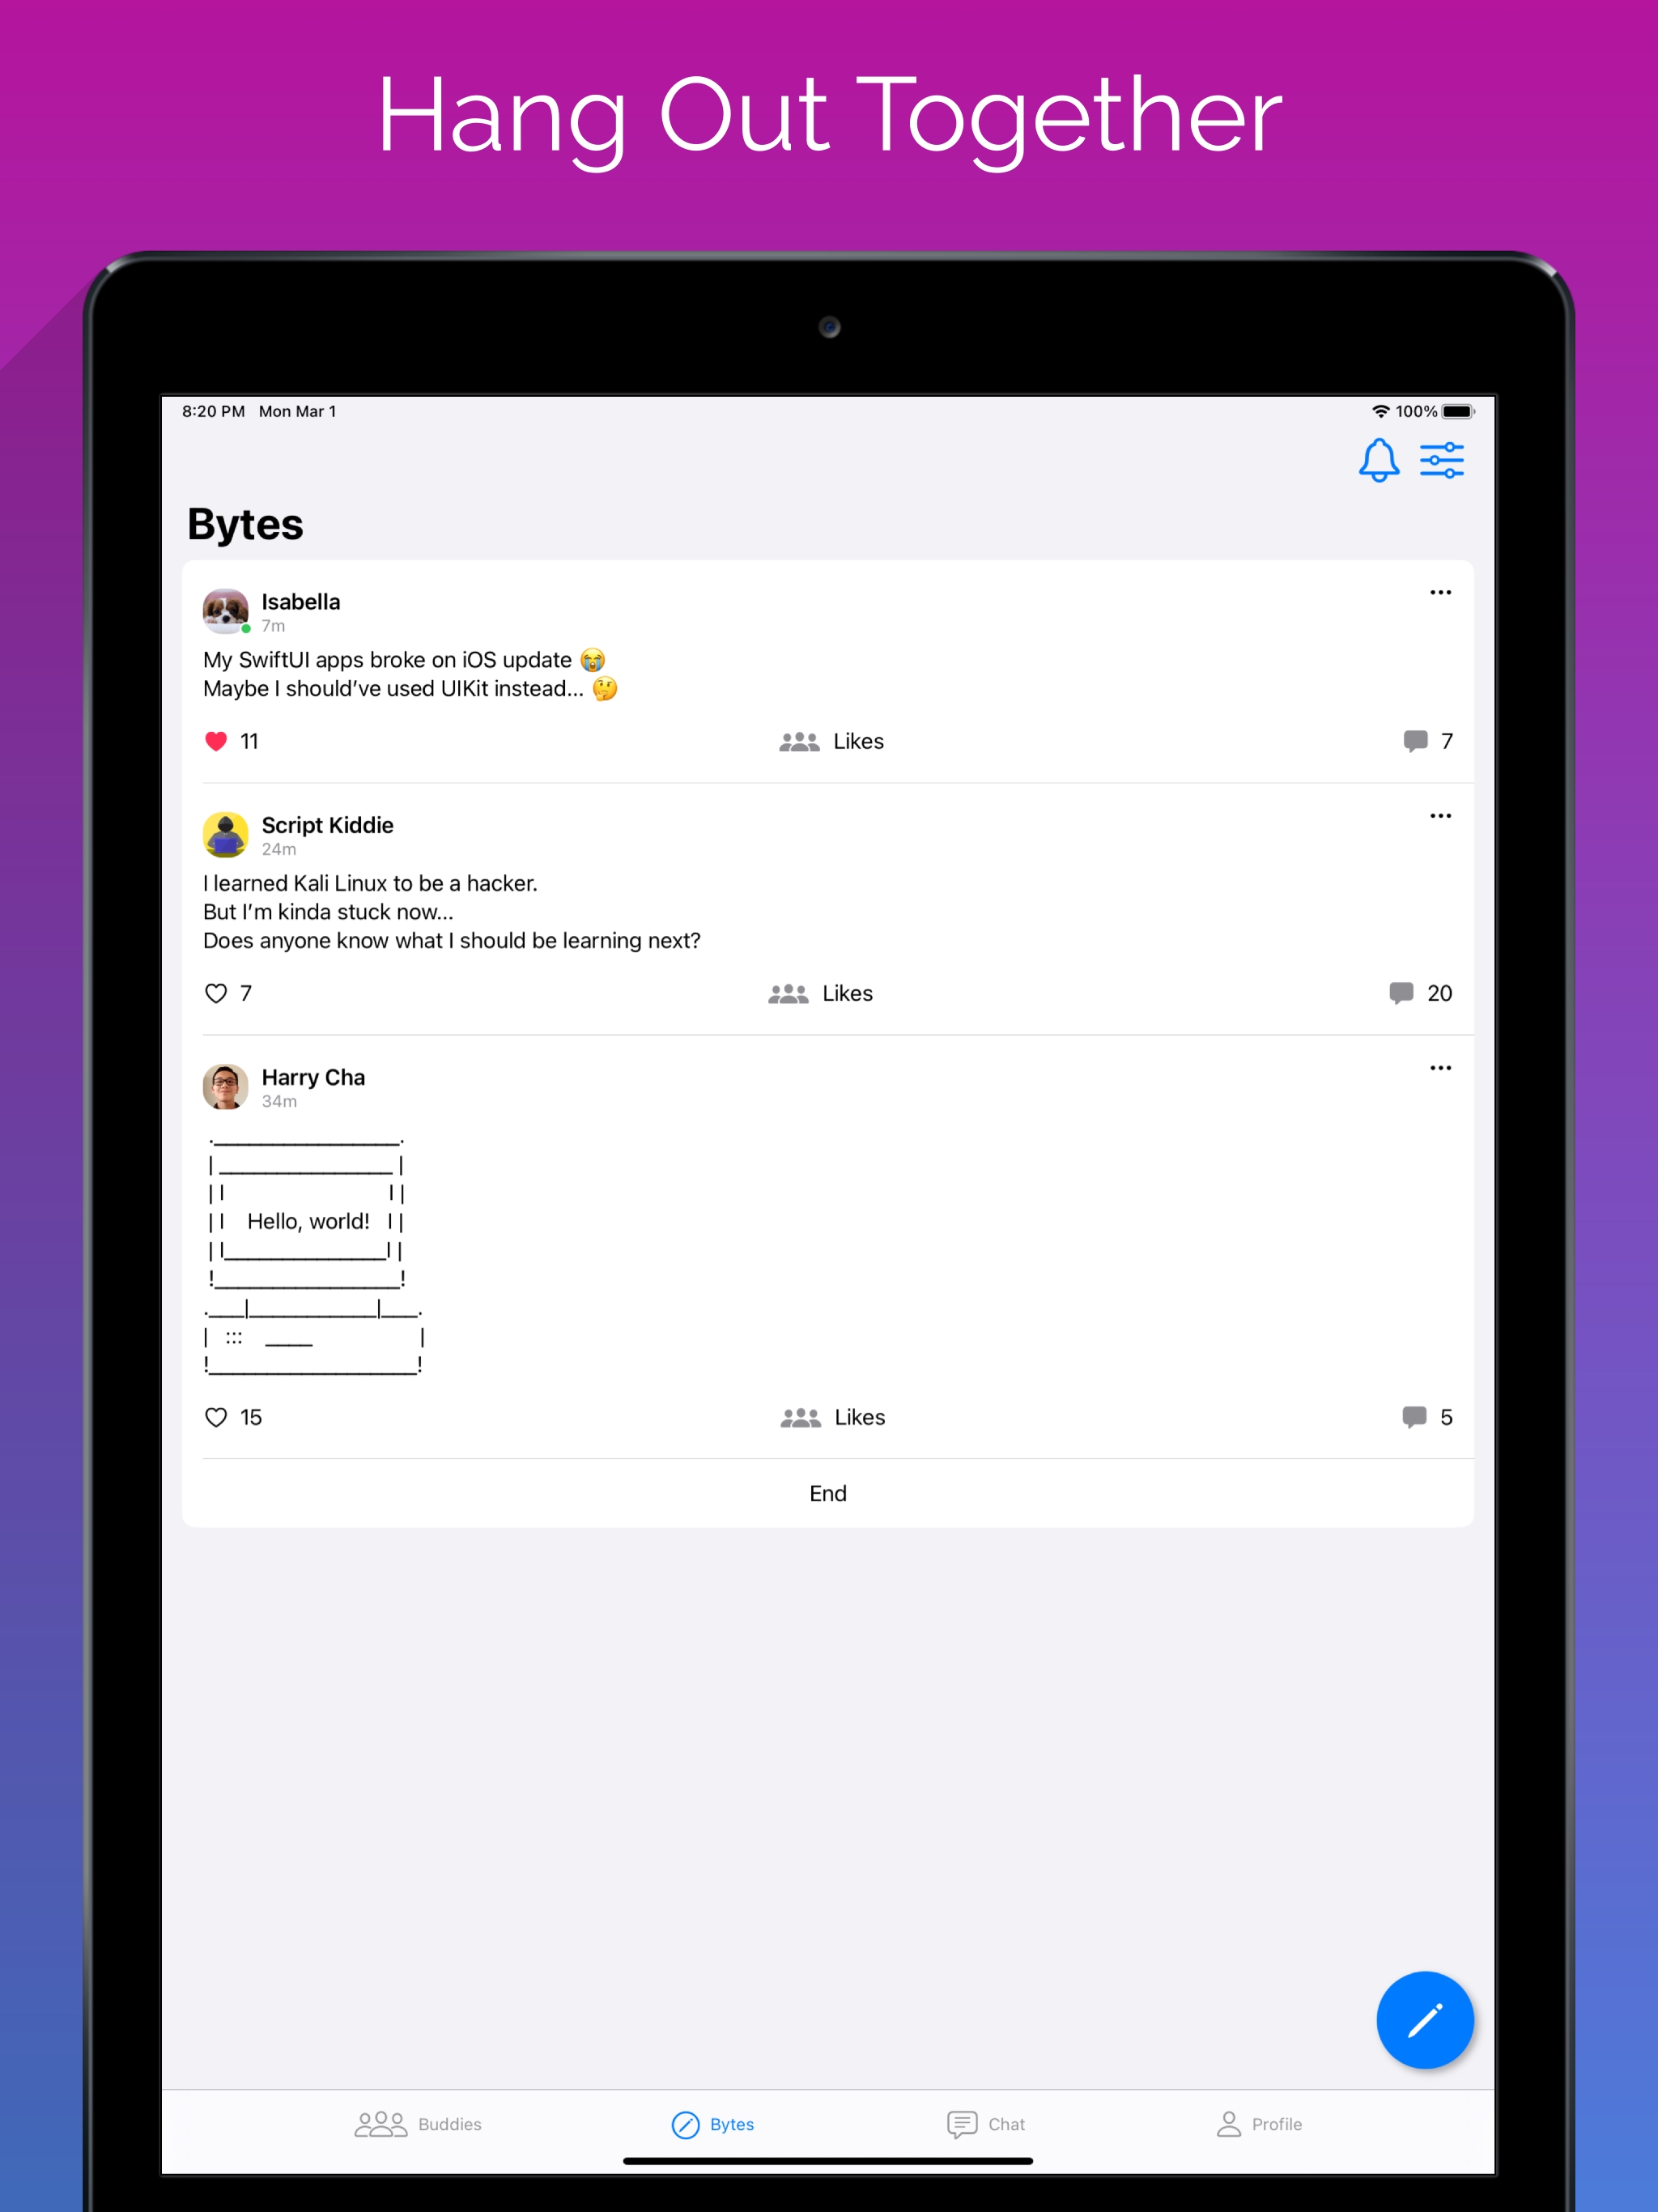 Hang Out Together
8:20 PM Mon Mar 1
100%
Bytes
Isabella
7m
My SwiftUI apps broke on iOS update 😭
Maybe I should’ve used UIKit instead... 🤔
11 Likes 7
Script Kiddie
24m
I learned Kali Linux to be a hacker.
But I’m kinda stuck now...
Does anyone know what I should be learning next?
7 Likes 20
Harry Cha
34m
.________________.
|_______________|
|| ||
|| Hello, world! ||
||______________||
!________________!
.___|___________|___.
| ::: ____ |
!__________________!
15 Likes 5
End
Buddies Bytes Chat Profile